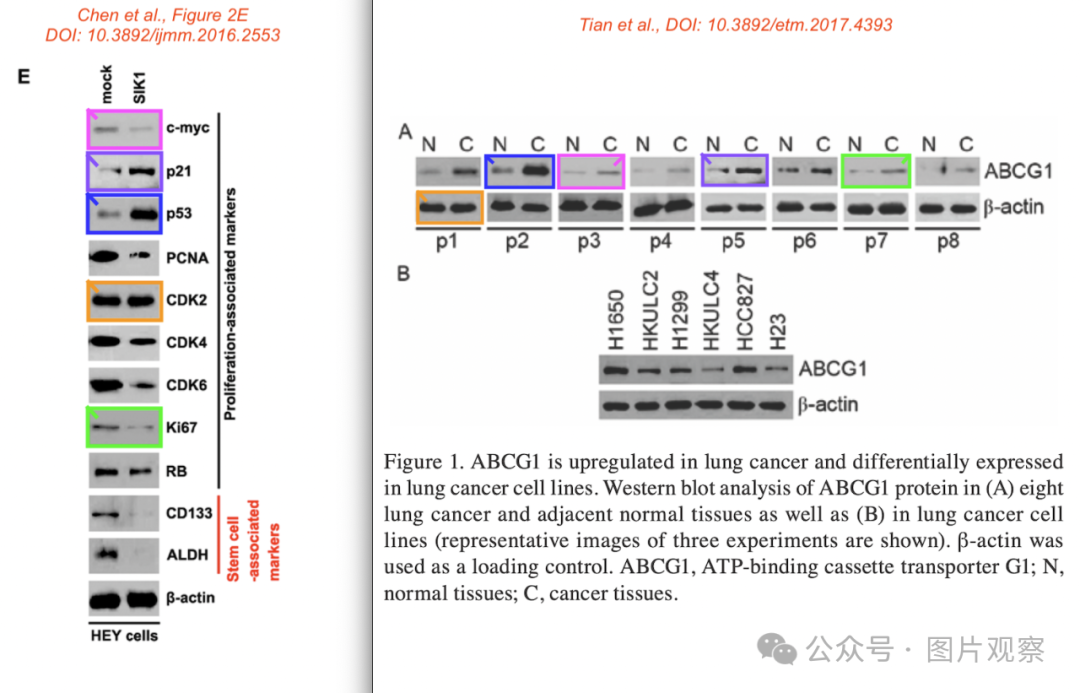 Chen et al., Figure 2E
DOI: 10.3892/ijmm.2016.2553
E
mock
SIK1
c-myc
p21
p53
PCNA
CDK2
CDK4
CDK6
Ki67
RB
CD133
ALDH
β-actin
Proliferation-associated markers
Stem cell
-associated
markers
HEY cells
Tian et al., DOI: 10.3892/etm.2017.4393
A
N C N C N C N C N C N C N C N C
ABCG1
β-actin
p1 p2 p3 p4 p5 p6 p7 p8
B
H1650
HKULC2
H1299
HKULC4
HCC827
H23
ABCG1
β-actin
Figure 1. ABCG1 is upregulated in lung cancer and differentially expressed
in lung cancer cell lines. Western blot analysis of ABCG1 protein in (A) eight
lung cancer and adjacent normal tissues as well as (B) in lung cancer cell
lines (representative images of three experiments are shown). β-actin was
used as a loading control. ABCG1, ATP-binding cassette transporter G1; N,
normal tissues; C, cancer tissues.
公众号 · 图片观察